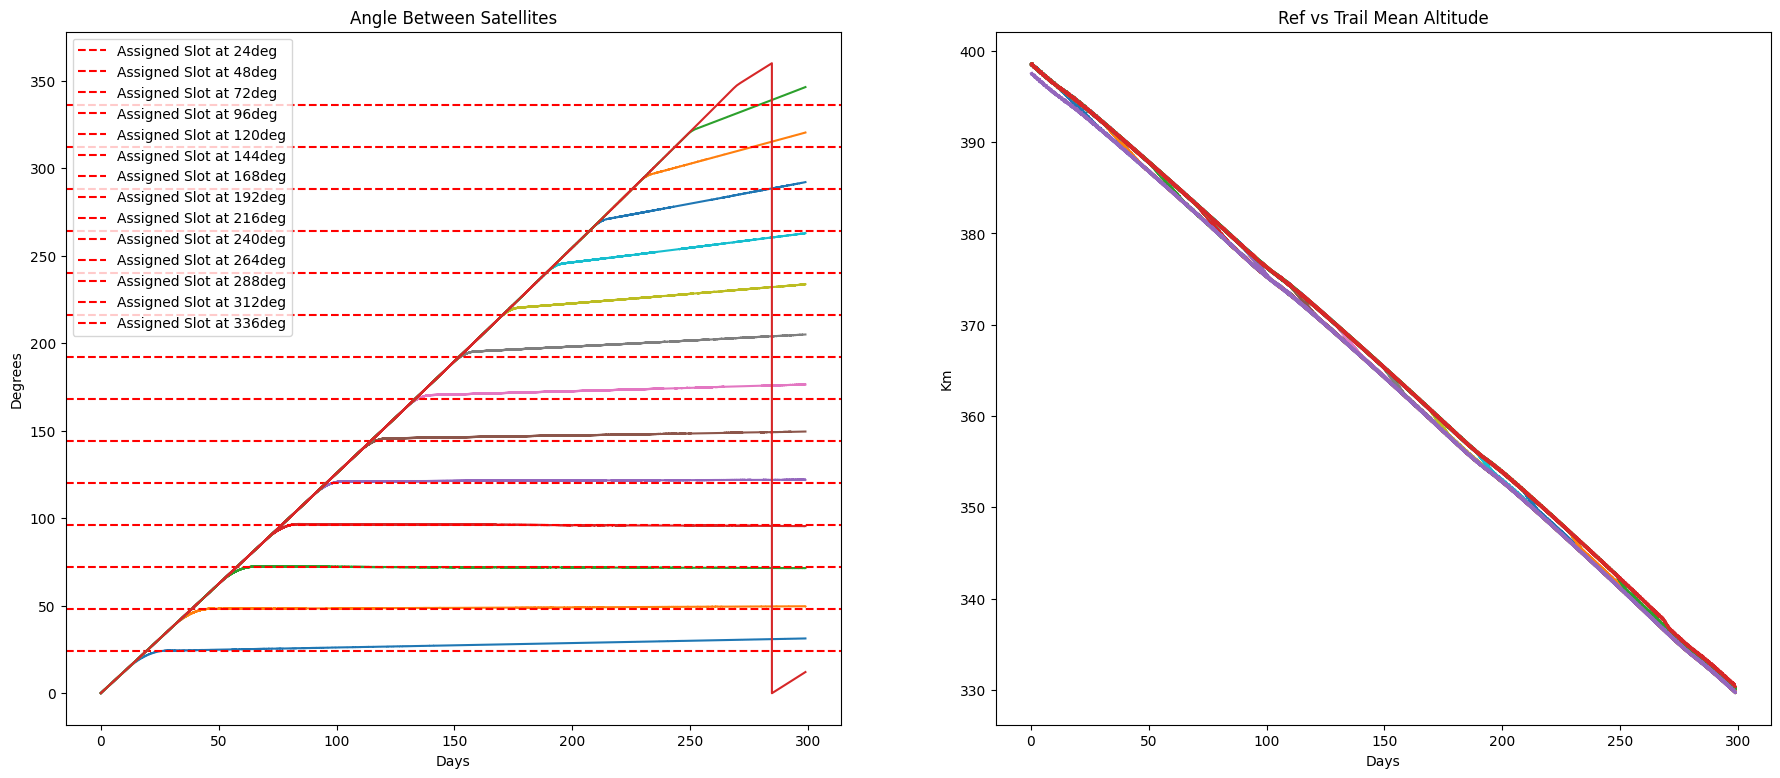 Angle Between Satellites
Assigned Slot at 24deg
Assigned Slot at 48deg
Assigned Slot at 72deg
Assigned Slot at 96deg
Assigned Slot at 120deg
Assigned Slot at 144deg
Assigned Slot at 168deg
Assigned Slot at 192deg
Assigned Slot at 216deg
Assigned Slot at 240deg
Assigned Slot at 264deg
Assigned Slot at 288deg
Assigned Slot at 312deg
Assigned Slot at 336deg
Degrees
350
300
250
200
150
100
50
0
0 50 100 150 200 250 300
Days
Ref vs Trail Mean Altitude
Km
400
390
380
370
360
350
340
330
0 50 100 150 200 250 300
Days